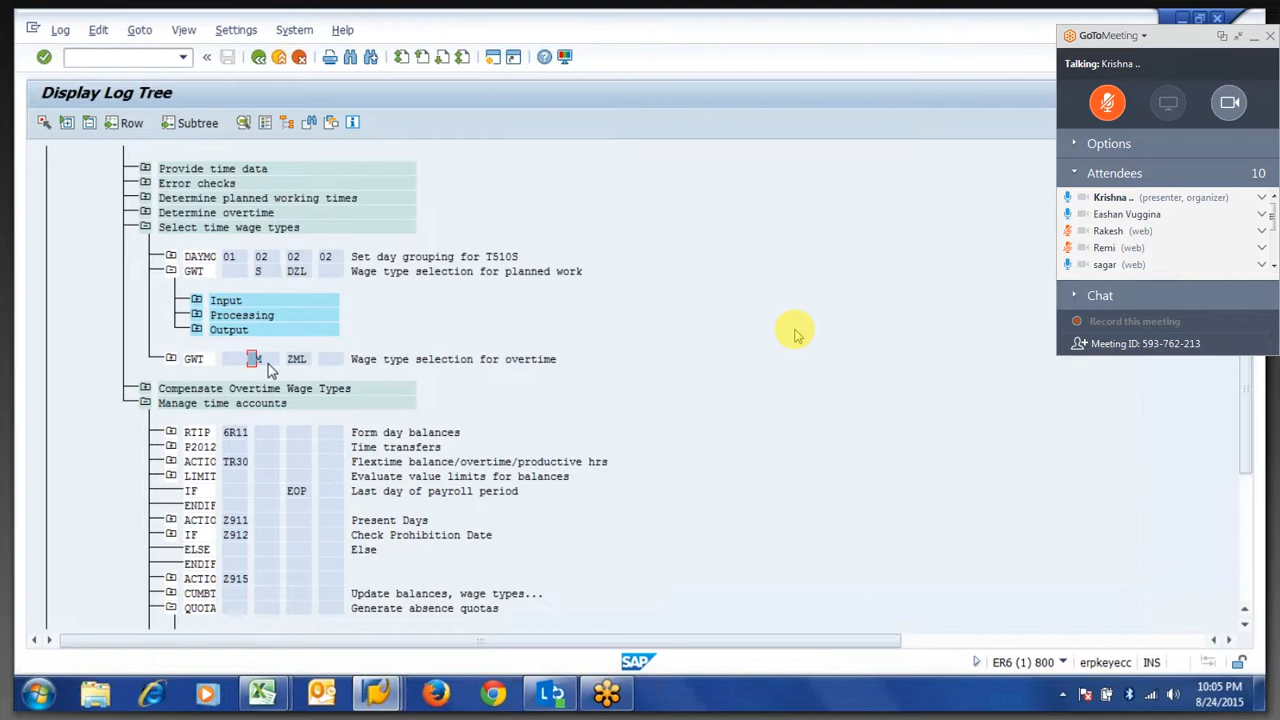 Log Edit Goto View Settings System Help
GoToMeeting
Talking: Krishna ..
Display Log Tree
Row Subtree
Options
Attendees 10
Krishna .. (presenter, organizer)
Eashan Vuggina
Rakesh (web)
Remi (web)
sagar (web)
Chat
Record this meeting
Meeting ID: 593-762-213
Provide time data
Error checks
Determine planned working times
Determine overtime
Select time wage types
DAYMO 01 02 02 02 Set day grouping for T510S
GWT S DZL Wage type selection for planned work
Input
Processing
Output
GWT M ZML Wage type selection for overtime
Compensate Overtime Wage Types
Manage time accounts
RTIP 6R11 Form day balances
P2012 Time transfers
ACTIO TR30 Flextime balance/overtime/productive hrs
LIMIT Evaluate value limits for balances
IF EOP Last day of payroll period
ENDIF
ACTIO Z911 Present Days
IF Z912 Check Prohibition Date
ELSE Else
ENDIF
ACTIO Z915
CUMBT Update balances, wage types...
QUOTA Generate absence quotas
SAP
ER6 (1) 800 erpkeyecc INS
10:05 PM
8/24/2015